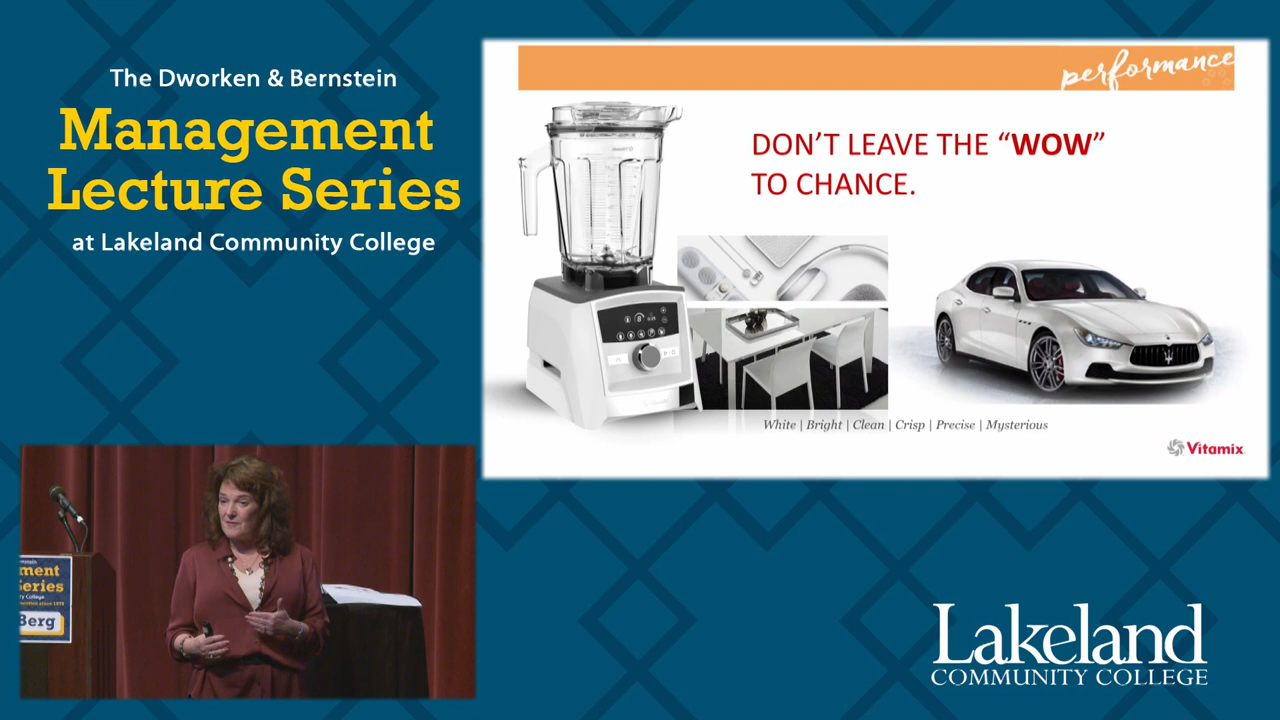 The Dworken & Bernstein
Management
Lecture Series
at Lakeland Community College
performance
DON'T LEAVE THE “WOW”
TO CHANCE.
White | Bright | Clean | Crisp | Precise | Mysterious
Vitamix
ment
Series
Berg
Lakeland
COMMUNITY COLLEGE